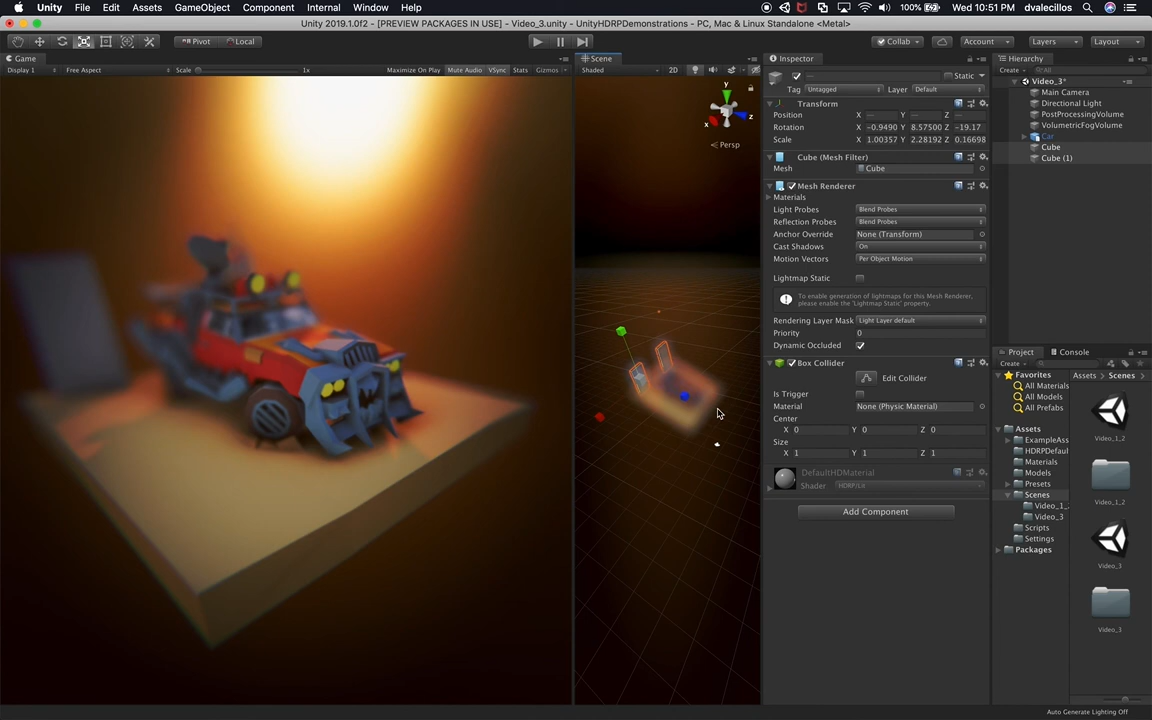 Unity File Edit Assets GameObject Component Internal Window Help 100% Wed 10:51 PM dvalecillos
Unity 2019.1.0f2 - [PREVIEW PACKAGES IN USE] - Video_3.unity - UnityHDRPDemonstrations - PC, Mac & Linux Standalone <Metal>
Pivot Local Collab Account Layers Layout
Game
Display 1 Free Aspect Scale 1x Maximize On Play Mute Audio VSync Stats Gizmos
Scene
Shaded 2D
y
x
z
Persp
Inspector
Static
Tag Untagged Layer Default
Transform
Position X — Y — Z —
Rotation X -0.9490 Y 8.57500 Z -19.17
Scale X 1.00357 Y 2.28192 Z 0.16698
Cube (Mesh Filter)
Mesh Cube
Mesh Renderer
Materials
Light Probes Blend Probes
Reflection Probes Blend Probes
Anchor Override None (Transform)
Cast Shadows On
Motion Vectors Per Object Motion
Lightmap Static
To enable generation of lightmaps for this Mesh Renderer,
please enable the 'Lightmap Static' property.
Rendering Layer Mask Light Layer default
Priority 0
Dynamic Occluded
Box Collider
Edit Collider
Is Trigger
Material None (Physic Material)
Center
X 0 Y 0 Z 0
Size
X 1 Y 1 Z 1
DefaultHDMaterial
Shader HDRP/Lit
Add Component
Hierarchy
Create All
Video_3*
Main Camera
Directional Light
PostProcessingVolume
VolumetricFogVolume
Car
Cube
Cube (1)
Project Console
Create
Favorites
All Materials
All Models
All Prefabs
Assets
ExampleAss
HDRPDefaul
Materials
Models
Presets
Scenes
Video_1_
Video_3
Scripts
Settings
Packages
Assets Scenes
Video_1_2
Video_1_2
Video_3
Video_3
Auto Generate Lighting Off